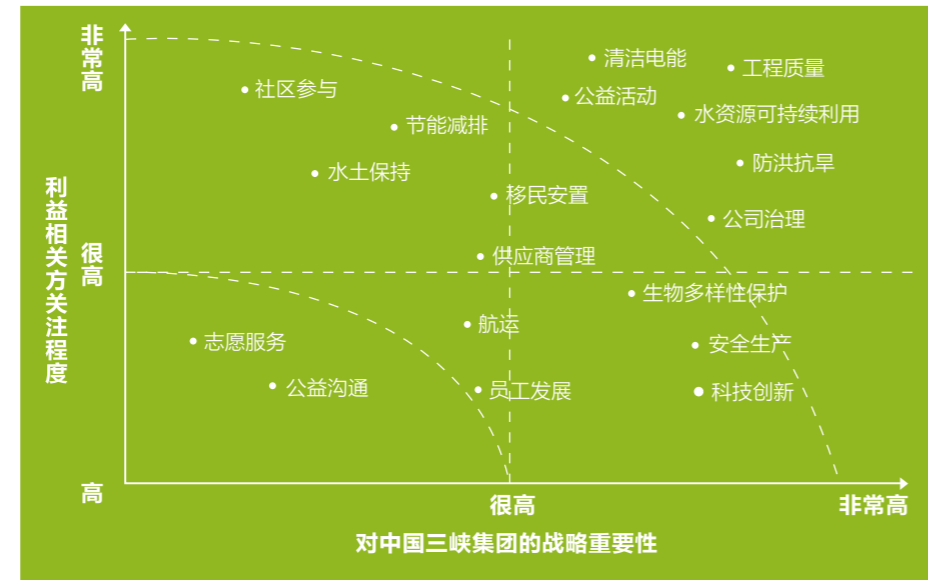 非常高
清洁电能
工程质量
社区参与
公益活动
水资源可持续利用
节能减排
防洪抗旱
水土保持
移民安置
公司治理
利益相关方关注程度
很高
供应商管理
生物多样性保护
航运
志愿服务
安全生产
公益沟通
员工发展
科技创新
高
很高
非常高
对中国三峡集团的战略重要性